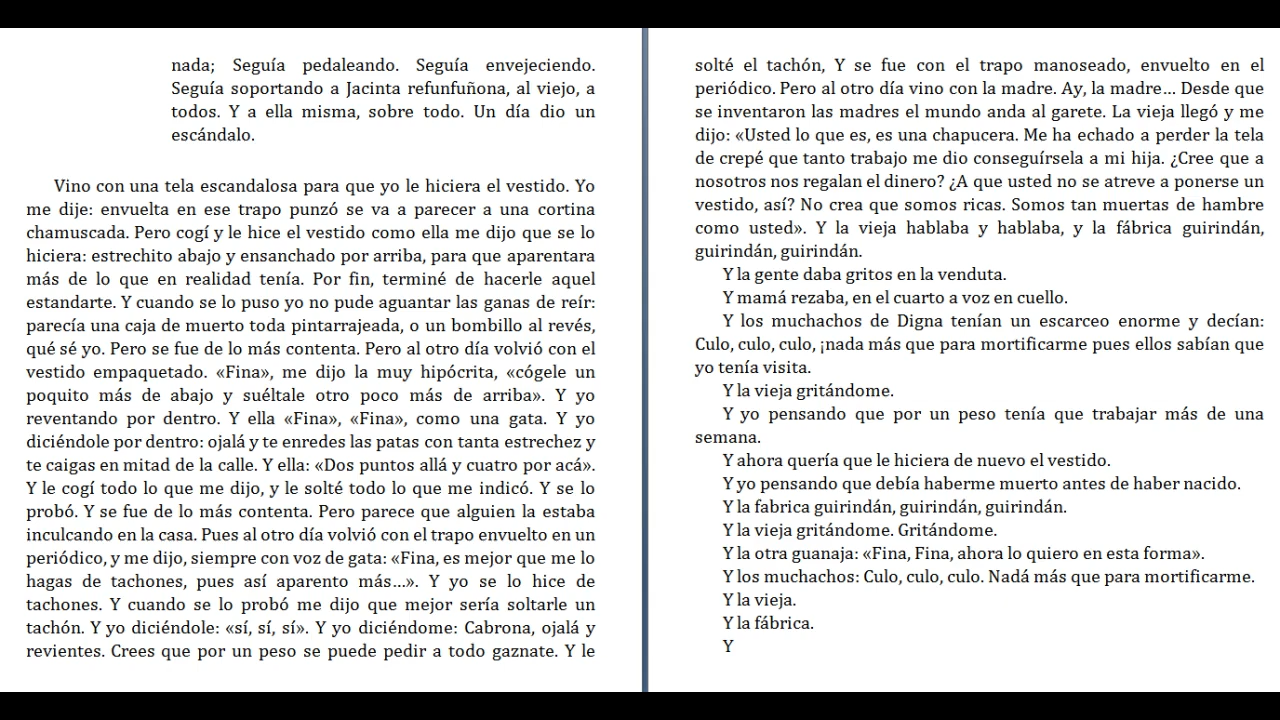 nada; Seguía pedaleando. Seguía envejeciendo.
Seguía soportando a Jacinta refunfuñona, al viejo, a
todos. Y a ella misma, sobre todo. Un día dio un
escándalo.
Vino con una tela escandalosa para que yo le hiciera el vestido. Yo
me dije: envuelta en ese trapo punzó se va a parecer a una cortina
chamuscada. Pero cogí y le hice el vestido como ella me dijo que se lo
hiciera: estrechito abajo y ensanchado por arriba, para que aparentara
más de lo que en realidad tenía. Por fin, terminé de hacerle aquel
estandarte. Y cuando se lo puso yo no pude aguantar las ganas de reír:
parecía una caja de muerto toda pintarrajeada, o un bombillo al revés,
qué sé yo. Pero se fue de lo más contenta. Pero al otro día volvió con el
vestido empaquetado. «Fina», me dijo la muy hipócrita, «cógele un
poquito más de abajo y suéltale otro poco más de arriba». Y yo
reventando por dentro. Y ella «Fina», «Fina», como una gata. Y yo
diciéndole por dentro: ojalá y te enredes las patas con tanta estrechez y
te caigas en mitad de la calle. Y ella: «Dos puntos allá y cuatro por acá».
Y le cogí todo lo que me dijo, y le solté todo lo que me indicó. Y se lo
probó. Y se fue de lo más contenta. Pero parece que alguien la estaba
inculcando en la casa. Pues al otro día volvió con el trapo envuelto en un
periódico, y me dijo, siempre con voz de gata: «Fina, es mejor que me lo
hagas de tachones, pues así aparento más...». Y yo se lo hice de
tachones. Y cuando se lo probó me dijo que mejor sería soltarle un
tachón. Y yo diciéndole: «sí, sí, sí». Y yo diciéndome: Cabrona, ojalá y
revientes. Crees que por un peso se puede pedir a todo gaznate. Y le
solté el tachón, Y se fue con el trapo manoseado, envuelto en el
periódico. Pero al otro día vino con la madre. Ay, la madre... Desde que
se inventaron las madres el mundo anda al garete. La vieja llegó y me
dijo: «Usted lo que es, es una chapucera. Me ha echado a perder la tela
de crepé que tanto trabajo me dio conseguírsela a mi hija. ¿Cree que a
nosotros nos regalan el dinero? ¿A que usted no se atreve a ponerse un
vestido, así? No crea que somos ricas. Somos tan muertas de hambre
como usted». Y la vieja hablaba y hablaba, y la fábrica guirindán,
guirindán, guirindán.
Y la gente daba gritos en la venduta.
Y mamá rezaba, en el cuarto a voz en cuello.
Y los muchachos de Digna tenían un escarceo enorme y decían:
Culo, culo, culo, ¡nada más que para mortificarme pues ellos sabían que
yo tenía visita.
Y la vieja gritándome.
Y yo pensando que por un peso tenía que trabajar más de una
semana.
Y ahora quería que le hiciera de nuevo el vestido.
Y yo pensando que debía haberme muerto antes de haber nacido.
Y la fabrica guirindán, guirindán, guirindán.
Y la vieja gritándome. Gritándome.
Y la otra guanaja: «Fina, Fina, ahora lo quiero en esta forma».
Y los muchachos: Culo, culo, culo. Nadá más que para mortificarme.
Y la vieja.
Y la fábrica.
Y